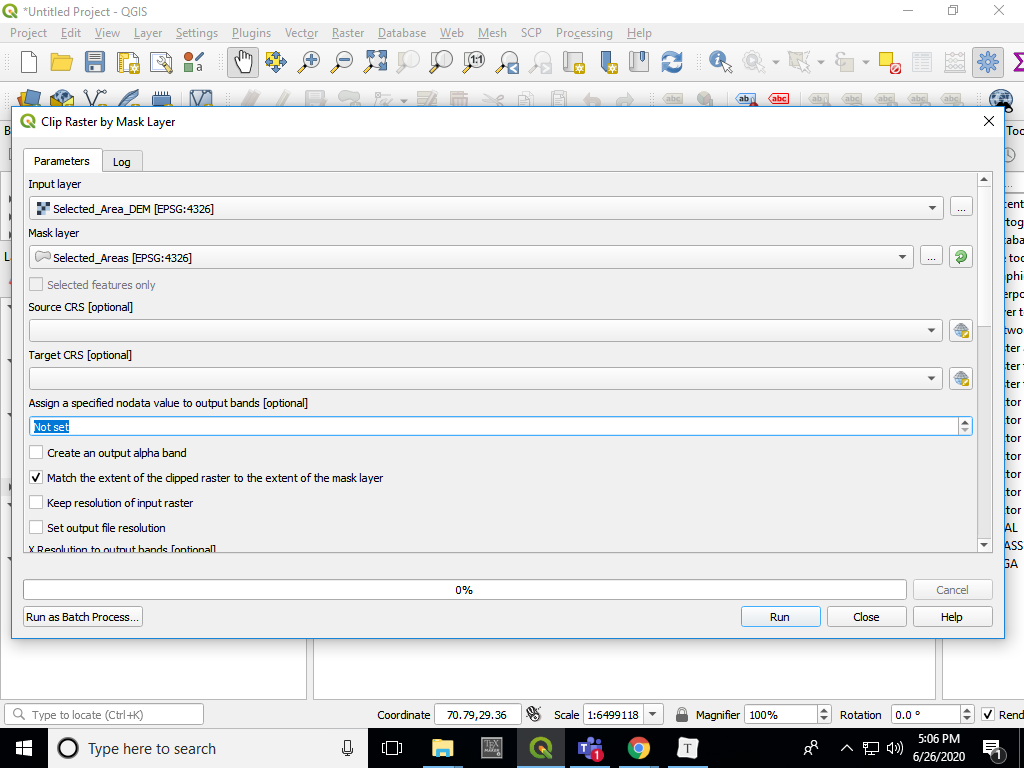 *Untitled Project - QGIS
Project Edit View Layer Settings Plugins Vector Raster Database Web Mesh SCP Processing Help
Clip Raster by Mask Layer
Parameters Log
Input layer
Selected_Area_DEM [EPSG:4326]
...
Mask layer
Selected_Areas [EPSG:4326]
...
Selected features only
Source CRS [optional]
Target CRS [optional]
Assign a specified nodata value to output bands [optional]
Not set
Create an output alpha band
Match the extent of the clipped raster to the extent of the mask layer
Keep resolution of input raster
Set output file resolution
X Resolution to output bands [optional]
0%
Cancel
Run as Batch Process...
Run Close Help
Type to locate (Ctrl+K)
Coordinate 70.79,29.36 Scale 1:6499118 Magnifier 100% Rotation 0.0 ° Rend
Type here to search
5:06 PM
6/26/2020